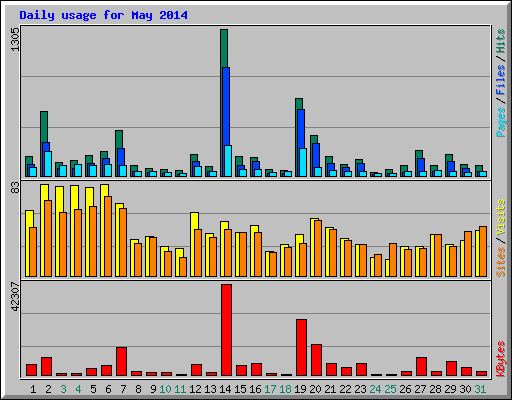 Daily usage for May 2014
1305
Pages / Files / Hits
83
Sites / Visits
42307
KBytes
1 2 3 4 5 6 7 8 9 10 11 12 13 14 15 16 17 18 19 20 21 22 23 24 25 26 27 28 29 30 31